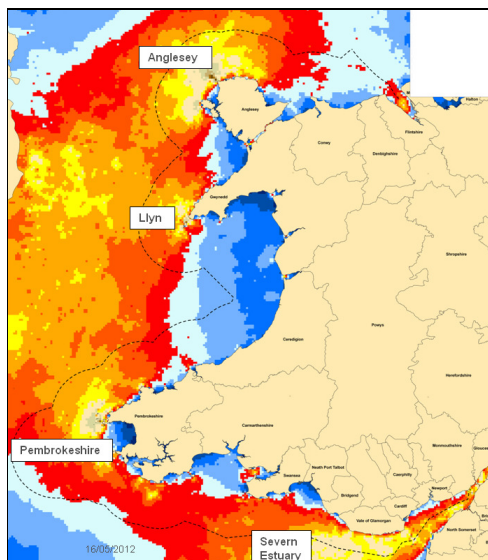 Anglesey
Halton
Anglesey
Flintshire
Conwy
Denbighshire
Gwynedd
Llyn
Shropshire
Powys
Ceredigion
Herefordshire
Pembrokeshire
Carmarthenshire
Monmouthshire
Pembrokeshire
Swansea
Neath Port Talbot
Caerphilly
Newport
Bridgend
Cardiff
Vale of Glamorgan
North Somerset
Severn
Estuary
16/05/2012